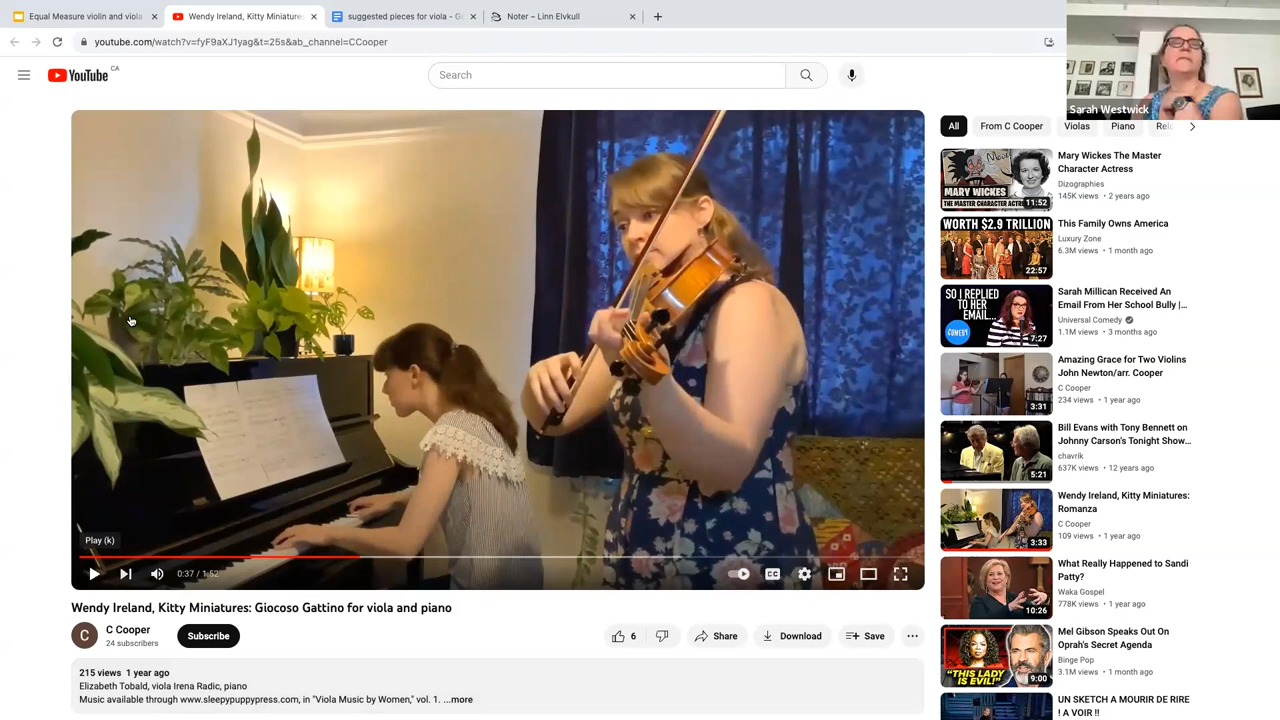 Equal Measure violin and viola
Wendy Ireland, Kitty Miniatures
suggested pieces for viola - G
Noter – Linn Elvkull
youtube.com/watch?v=fyF9aXJ1yag&t=25s&ab_channel=CCooper
YouTube CA
Search
Sarah Westwick
All
From C Cooper
Violas
Piano
Mary Wickes The Master
Character Actress
Dizographies
145K views • 2 years ago
MARY WICKES
THE MASTER CHARACTER ACTR
11:52
This Family Owns America
Luxury Zone
6.3M views • 1 month ago
WORTH $2.9 TRILLION
22:57
Sarah Millican Received An
Email From Her School Bully |...
Universal Comedy
1.1M views • 3 months ago
SO I REPLIED
TO HER
EMAIL...
COMEDY
7:27
Amazing Grace for Two Violins
John Newton/arr. Cooper
C Cooper
234 views • 1 year ago
3:31
Bill Evans with Tony Bennett on
Johnny Carson's Tonight Show...
chavrik
637K views • 12 years ago
5:21
Wendy Ireland, Kitty Miniatures:
Romanza
C Cooper
109 views • 1 year ago
3:33
What Really Happened to Sandi
Patty?
Waka Gospel
778K views • 1 year ago
10:26
Mel Gibson Speaks Out On
Oprah's Secret Agenda
Binge Pop
3.1M views • 1 month ago
"THIS LADY
IS EVIL!"
9:00
UN SKETCH A MOURIR DE RIRE
! A VOIR !!
Play (k)
0:37 / 1:52
CC
Wendy Ireland, Kitty Miniatures: Giocoso Gattino for viola and piano
C
C Cooper
24 subscribers
Subscribe
6
Share
Download
Save
215 views 1 year ago
Elizabeth Tobald, viola Irena Radic, piano
Music available through www.sleepypup
usic by Women," vol. 1. ...more